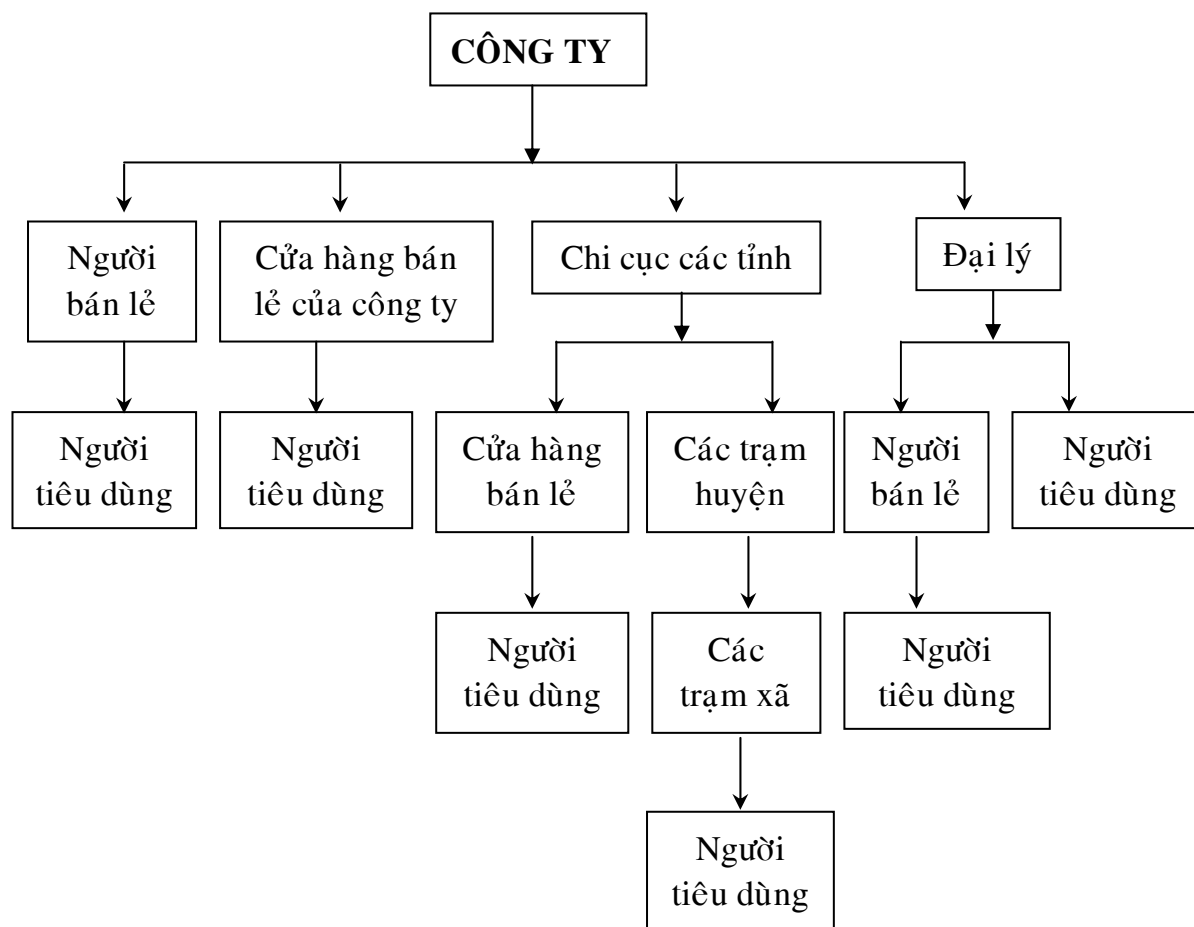 CÔNG TY
Người
bán lẻ
Cửa hàng bán
lẻ của công ty
Chi cục các tỉnh
Đại lý
Người
tiêu dùng
Người
tiêu dùng
Cửa hàng
bán lẻ
Các trạm
huyện
Người
bán lẻ
Người
tiêu dùng
Người
tiêu dùng
Các
trạm xã
Người
tiêu dùng
Người
tiêu dùng